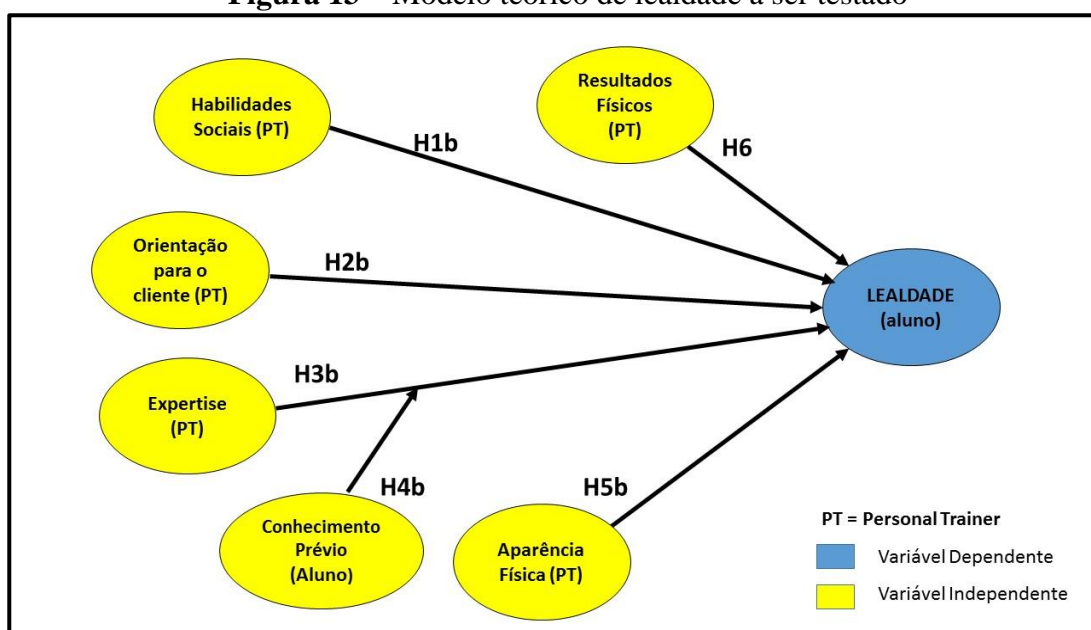 Figura 15 – Modelo teórico de lealdade a ser testado
Habilidades
Sociais (PT)
Resultados
Físicos
(PT)
H1b
H6
Orientação
para o
cliente (PT)
H2b
LEALDADE
(aluno)
Expertise
(PT)
H3b
H4b
Conhecimento
Prévio
(Aluno)
H5b
Aparência
Física (PT)
PT = Personal Trainer
Variável Dependente
Variável Independente